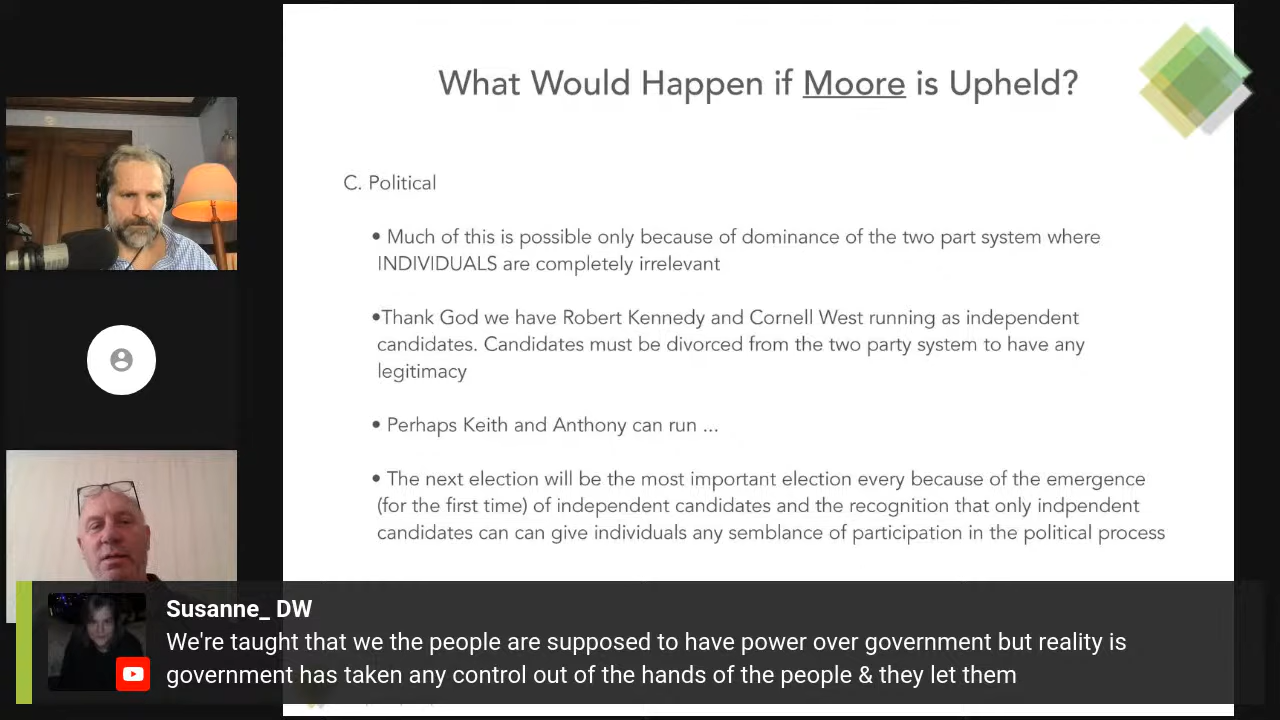 What Would Happen if Moore is Upheld?
C. Political
• Much of this is possible only because of dominance of the two part system where
INDIVIDUALS are completely irrelevant
•Thank God we have Robert Kennedy and Cornell West running as independent
candidates. Candidates must be divorced from the two party system to have any
legitimacy
• Perhaps Keith and Anthony can run ...
• The next election will be the most important election every because of the emergence
(for the first time) of independent candidates and the recognition that only indpendent
candidates can can give individuals any semblance of participation in the political process
Susanne_ DW
We're taught that we the people are supposed to have power over government but reality is
government has taken any control out of the hands of the people & they let them